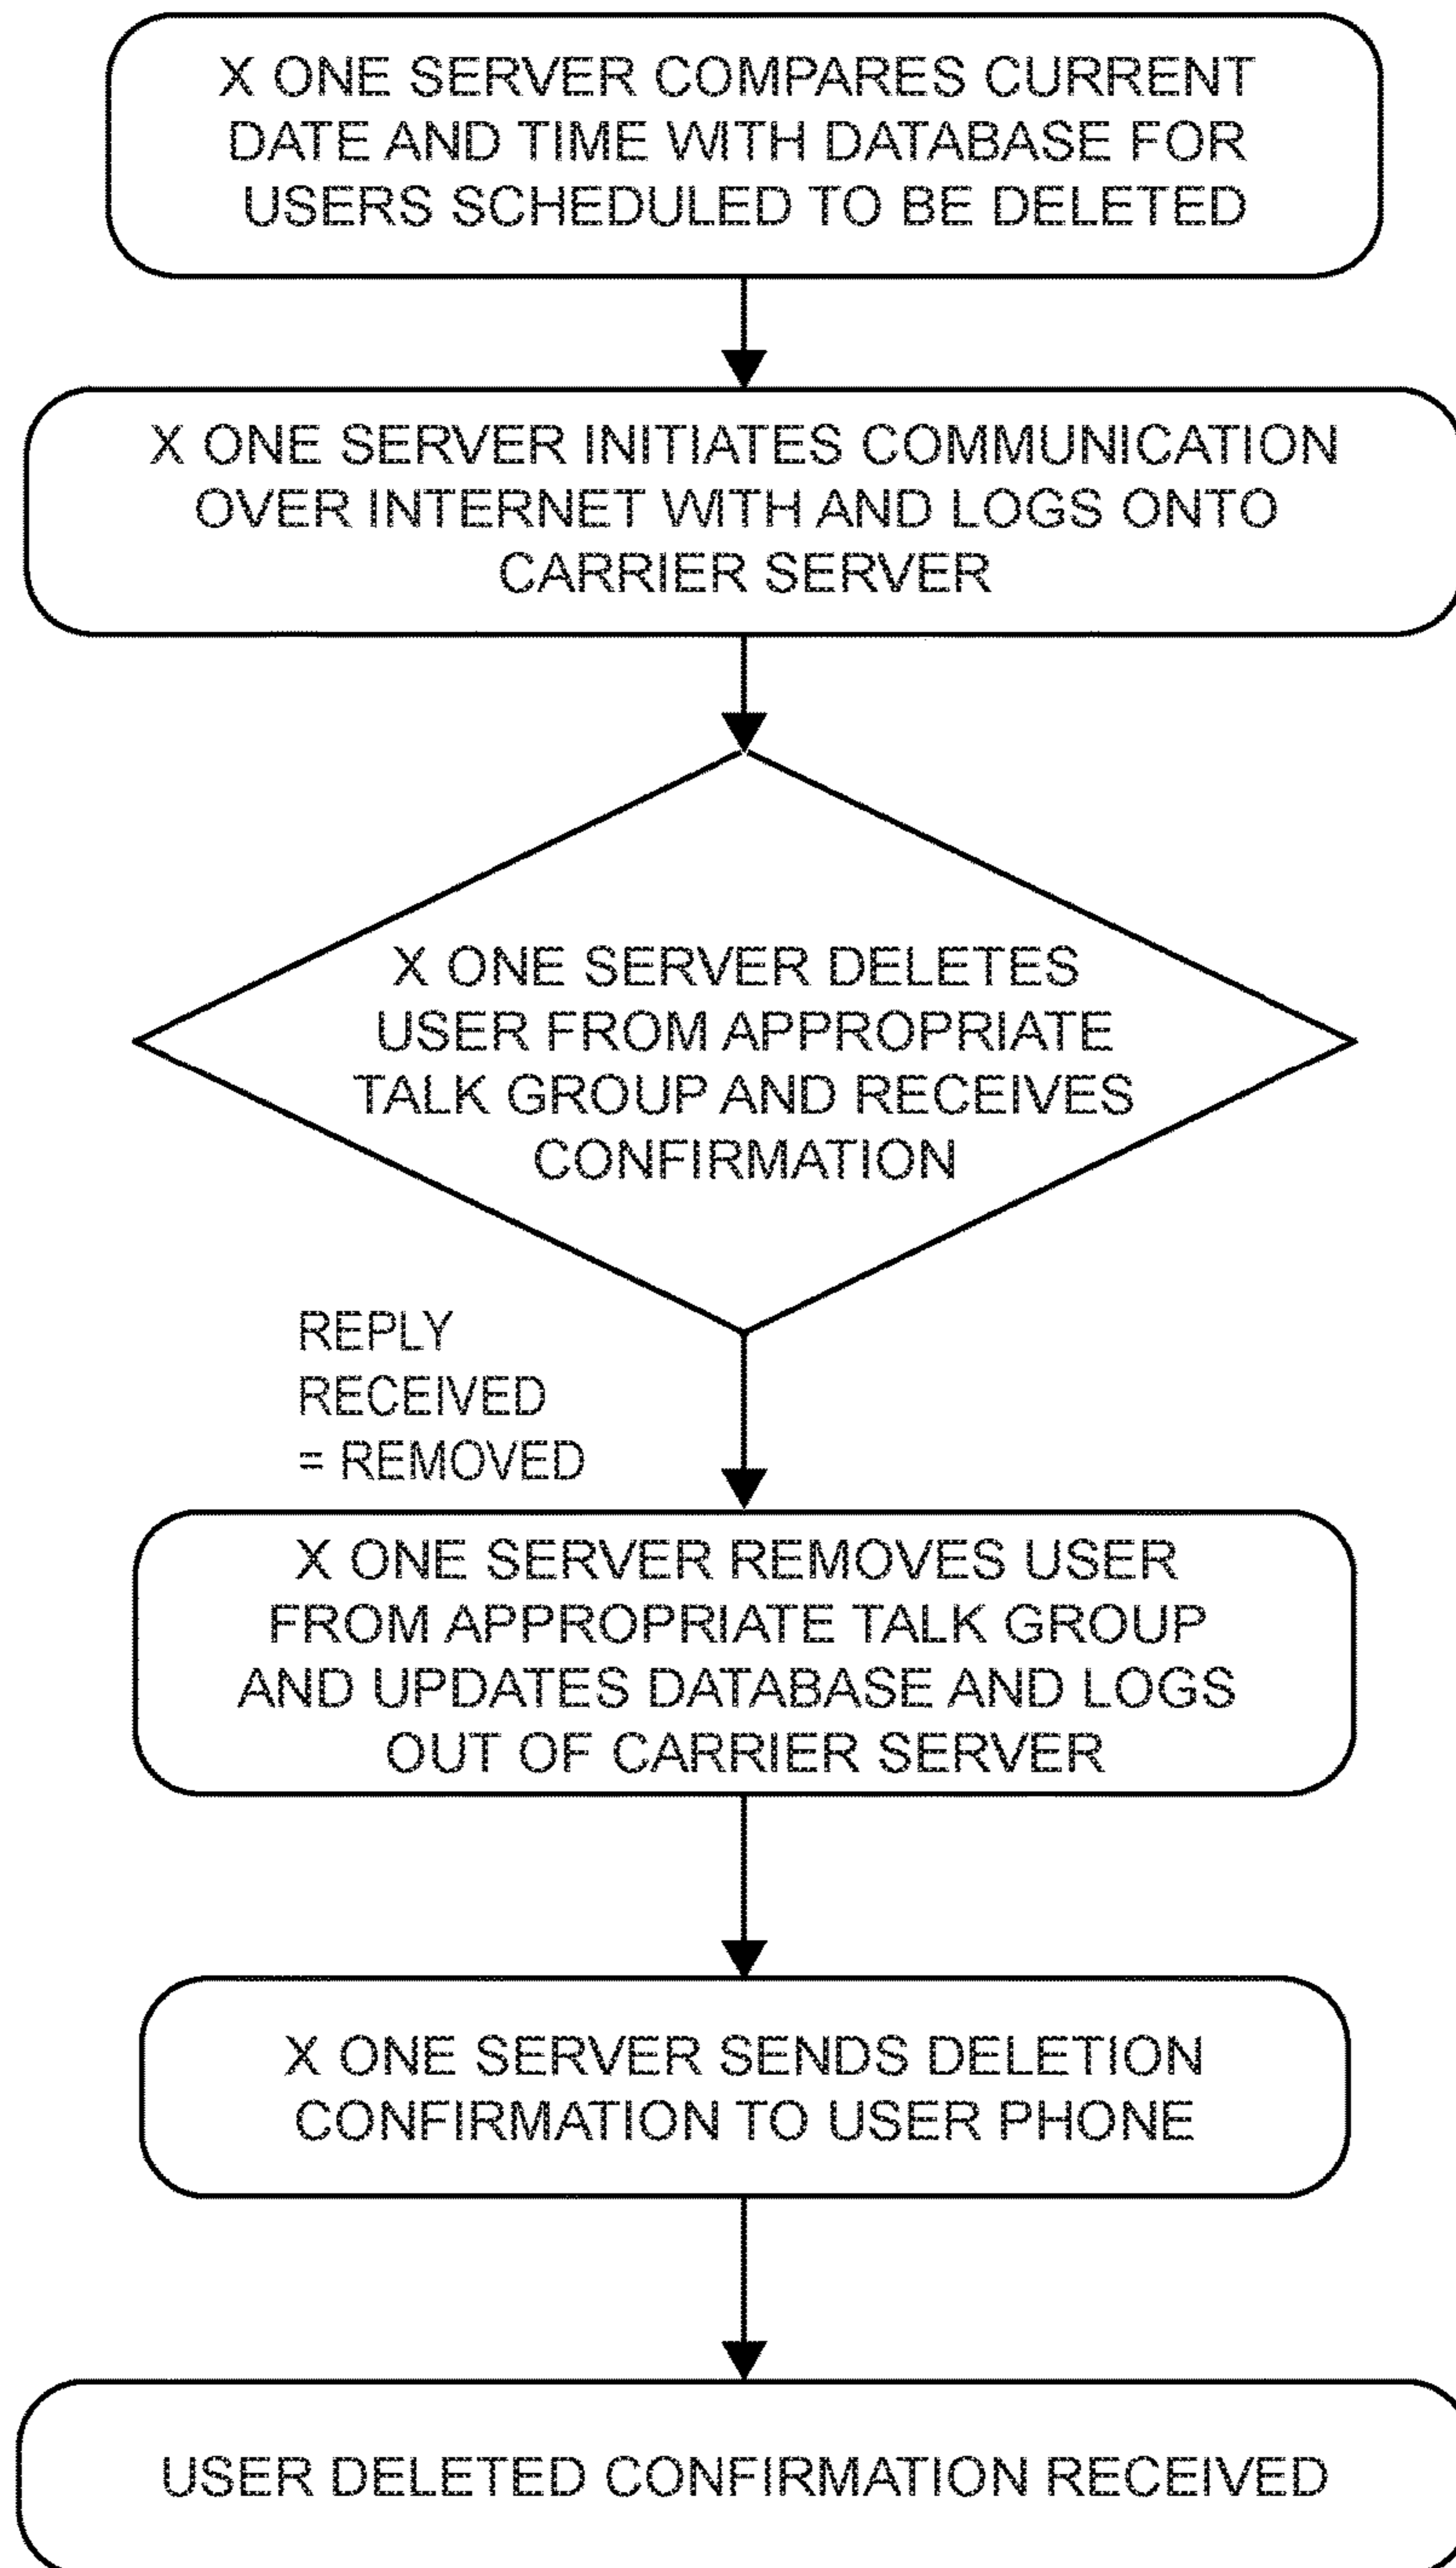 X ONE SERVER COMPARES CURRENT
DATE AND TIME WITH DATABASE FOR
USERS SCHEDULED TO BE DELETED
X ONE SERVER INITIATES COMMUNICATION
OVER INTERNET WITH AND LOGS ONTO
CARRIER SERVER
X ONE SERVER DELETES
USER FROM APPROPRIATE
TALK GROUP AND RECEIVES
CONFIRMATION
REPLY
RECEIVED
= REMOVED
X ONE SERVER REMOVES USER
FROM APPROPRIATE TALK GROUP
AND UPDATES DATABASE AND LOGS
OUT OF CARRIER SERVER
X ONE SERVER SENDS DELETION
CONFIRMATION TO USER PHONE
USER DELETED CONFIRMATION RECEIVED